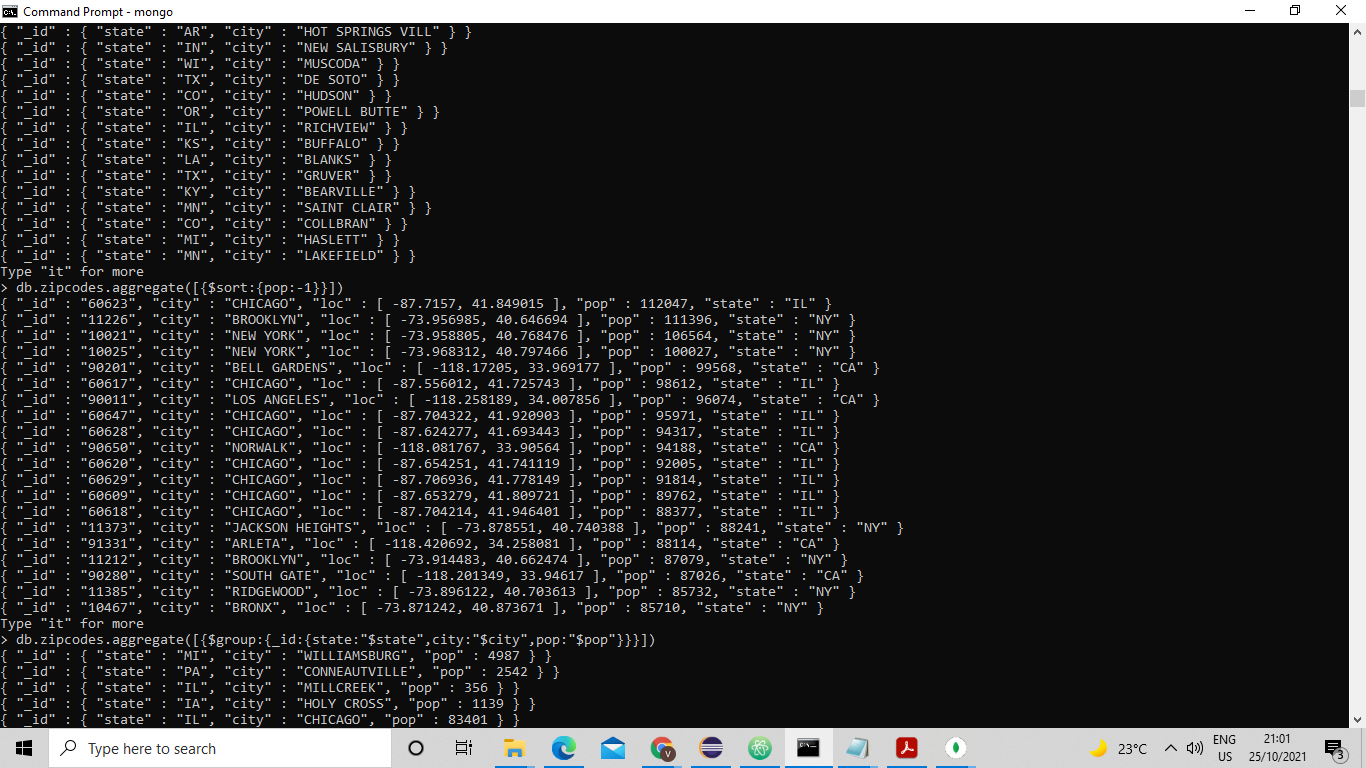 Command Prompt - mongo
{ "_id" : { "state" : "AR", "city" : "HOT SPRINGS VILL" } }
{ "_id" : { "state" : "IN", "city" : "NEW SALISBURY" } }
{ "_id" : { "state" : "WI", "city" : "MUSCODA" } }
{ "_id" : { "state" : "TX", "city" : "DE SOTO" } }
{ "_id" : { "state" : "CO", "city" : "HUDSON" } }
{ "_id" : { "state" : "OR", "city" : "POWELL BUTTE" } }
{ "_id" : { "state" : "IL", "city" : "RICHVIEW" } }
{ "_id" : { "state" : "KS", "city" : "BUFFALO" } }
{ "_id" : { "state" : "LA", "city" : "BLANKS" } }
{ "_id" : { "state" : "TX", "city" : "GRUVER" } }
{ "_id" : { "state" : "KY", "city" : "BEARVILLE" } }
{ "_id" : { "state" : "MN", "city" : "SAINT CLAIR" } }
{ "_id" : { "state" : "CO", "city" : "COLLBRAN" } }
{ "_id" : { "state" : "MI", "city" : "HASLETT" } }
{ "_id" : { "state" : "MN", "city" : "LAKEFIELD" } }
Type "it" for more
> db.zipcodes.aggregate([{$sort:{pop:-1}}])
{ "_id" : "60623", "city" : "CHICAGO", "loc" : [ -87.7157, 41.849015 ], "pop" : 112047, "state" : "IL" }
{ "_id" : "11226", "city" : "BROOKLYN", "loc" : [ -73.956985, 40.646694 ], "pop" : 111396, "state" : "NY" }
{ "_id" : "10021", "city" : "NEW YORK", "loc" : [ -73.958805, 40.768476 ], "pop" : 106564, "state" : "NY" }
{ "_id" : "10025", "city" : "NEW YORK", "loc" : [ -73.968312, 40.797466 ], "pop" : 100027, "state" : "NY" }
{ "_id" : "90201", "city" : "BELL GARDENS", "loc" : [ -118.17205, 33.969177 ], "pop" : 99568, "state" : "CA" }
{ "_id" : "60617", "city" : "CHICAGO", "loc" : [ -87.556012, 41.725743 ], "pop" : 98612, "state" : "IL" }
{ "_id" : "90011", "city" : "LOS ANGELES", "loc" : [ -118.258189, 34.007856 ], "pop" : 96074, "state" : "CA" }
{ "_id" : "60647", "city" : "CHICAGO", "loc" : [ -87.704322, 41.920903 ], "pop" : 95971, "state" : "IL" }
{ "_id" : "60628", "city" : "CHICAGO", "loc" : [ -87.624277, 41.693443 ], "pop" : 94317, "state" : "IL" }
{ "_id" : "90650", "city" : "NORWALK", "loc" : [ -118.081767, 33.90564 ], "pop" : 94188, "state" : "CA" }
{ "_id" : "60620", "city" : "CHICAGO", "loc" : [ -87.654251, 41.741119 ], "pop" : 92005, "state" : "IL" }
{ "_id" : "60629", "city" : "CHICAGO", "loc" : [ -87.706936, 41.778149 ], "pop" : 91814, "state" : "IL" }
{ "_id" : "60609", "city" : "CHICAGO", "loc" : [ -87.653279, 41.809721 ], "pop" : 89762, "state" : "IL" }
{ "_id" : "60618", "city" : "CHICAGO", "loc" : [ -87.704214, 41.946401 ], "pop" : 88377, "state" : "IL" }
{ "_id" : "11373", "city" : "JACKSON HEIGHTS", "loc" : [ -73.878551, 40.740388 ], "pop" : 88241, "state" : "NY" }
{ "_id" : "91331", "city" : "ARLETA", "loc" : [ -118.420692, 34.258081 ], "pop" : 88114, "state" : "CA" }
{ "_id" : "11212", "city" : "BROOKLYN", "loc" : [ -73.914483, 40.662474 ], "pop" : 87079, "state" : "NY" }
{ "_id" : "90280", "city" : "SOUTH GATE", "loc" : [ -118.201349, 33.94617 ], "pop" : 87026, "state" : "CA" }
{ "_id" : "11385", "city" : "RIDGEWOOD", "loc" : [ -73.896122, 40.703613 ], "pop" : 85732, "state" : "NY" }
{ "_id" : "10467", "city" : "BRONX", "loc" : [ -73.871242, 40.873671 ], "pop" : 85710, "state" : "NY" }
Type "it" for more
> db.zipcodes.aggregate([{$group:{_id:{state:"$state",city:"$city",pop:"$pop"}}}])
{ "_id" : { "state" : "MI", "city" : "WILLIAMSBURG", "pop" : 4987 } }
{ "_id" : { "state" : "PA", "city" : "CONNEAUTVILLE", "pop" : 2542 } }
{ "_id" : { "state" : "IL", "city" : "MILLCREEK", "pop" : 356 } }
{ "_id" : { "state" : "IA", "city" : "HOLY CROSS", "pop" : 1139 } }
{ "_id" : { "state" : "IL", "city" : "CHICAGO", "pop" : 83401 } }
Type here to search
23°C
ENG
US
21:01
25/10/2021
3